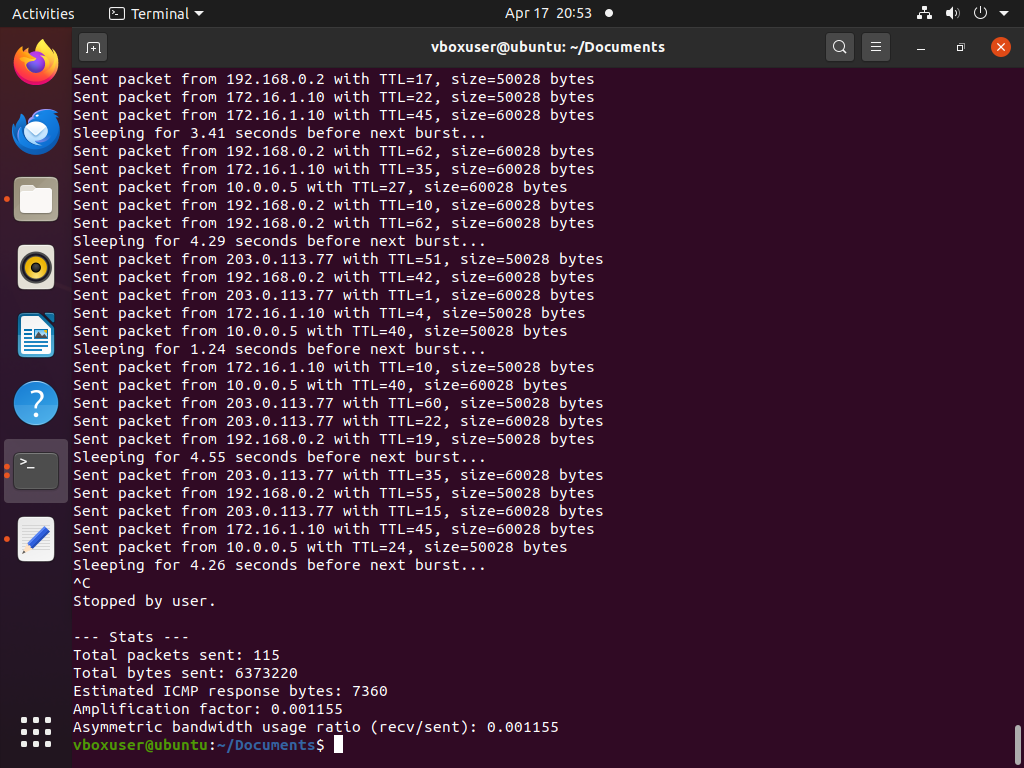 Activities
Terminal
Apr 17 20:53
vboxuser@ubuntu: ~/Documents
Sent packet from 192.168.0.2 with TTL=17, size=50028 bytes
Sent packet from 172.16.1.10 with TTL=22, size=50028 bytes
Sent packet from 172.16.1.10 with TTL=45, size=60028 bytes
Sleeping for 3.41 seconds before next burst...
Sent packet from 192.168.0.2 with TTL=62, size=60028 bytes
Sent packet from 172.16.1.10 with TTL=35, size=60028 bytes
Sent packet from 10.0.0.5 with TTL=27, size=60028 bytes
Sent packet from 192.168.0.2 with TTL=10, size=60028 bytes
Sent packet from 192.168.0.2 with TTL=62, size=60028 bytes
Sleeping for 4.29 seconds before next burst...
Sent packet from 203.0.113.77 with TTL=51, size=50028 bytes
Sent packet from 192.168.0.2 with TTL=42, size=60028 bytes
Sent packet from 203.0.113.77 with TTL=1, size=60028 bytes
Sent packet from 172.16.1.10 with TTL=4, size=50028 bytes
Sent packet from 10.0.0.5 with TTL=40, size=50028 bytes
Sleeping for 1.24 seconds before next burst...
Sent packet from 172.16.1.10 with TTL=10, size=50028 bytes
Sent packet from 10.0.0.5 with TTL=40, size=60028 bytes
Sent packet from 203.0.113.77 with TTL=60, size=50028 bytes
Sent packet from 203.0.113.77 with TTL=22, size=60028 bytes
Sent packet from 192.168.0.2 with TTL=19, size=50028 bytes
Sleeping for 4.55 seconds before next burst...
Sent packet from 203.0.113.77 with TTL=35, size=60028 bytes
Sent packet from 192.168.0.2 with TTL=55, size=50028 bytes
Sent packet from 203.0.113.77 with TTL=15, size=60028 bytes
Sent packet from 172.16.1.10 with TTL=45, size=60028 bytes
Sent packet from 10.0.0.5 with TTL=24, size=50028 bytes
Sleeping for 4.26 seconds before next burst...
^C
Stopped by user.
--- Stats ---
Total packets sent: 115
Total bytes sent: 6373220
Estimated ICMP response bytes: 7360
Amplification factor: 0.001155
Asymmetric bandwidth usage ratio (recv/sent): 0.001155
vboxuser@ubuntu:~/Documents$